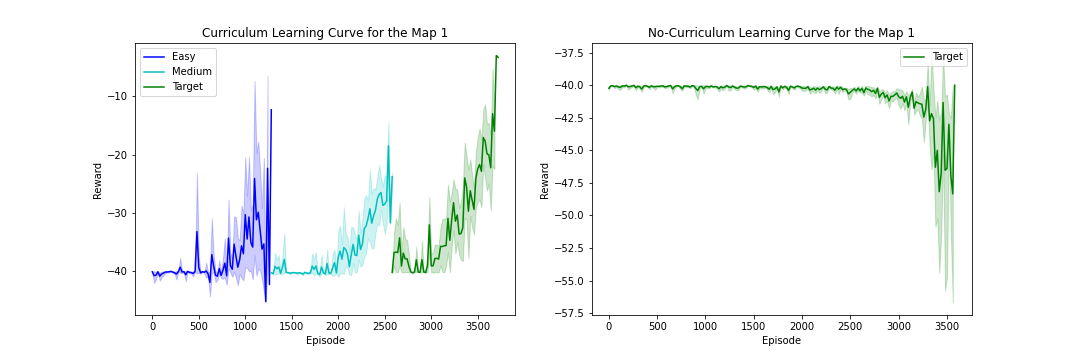 Curriculum Learning Curve for the Map 1
Easy
Medium
Target
−10
−20
−30
−40
Reward
0
500
1000
1500
2000
2500
3000
3500
Episode
No-Curriculum Learning Curve for the Map 1
Target
−37.5
−40.0
−42.5
−45.0
−47.5
−50.0
−52.5
−55.0
−57.5
Reward
0
500
1000
1500
2000
2500
3000
3500
Episode